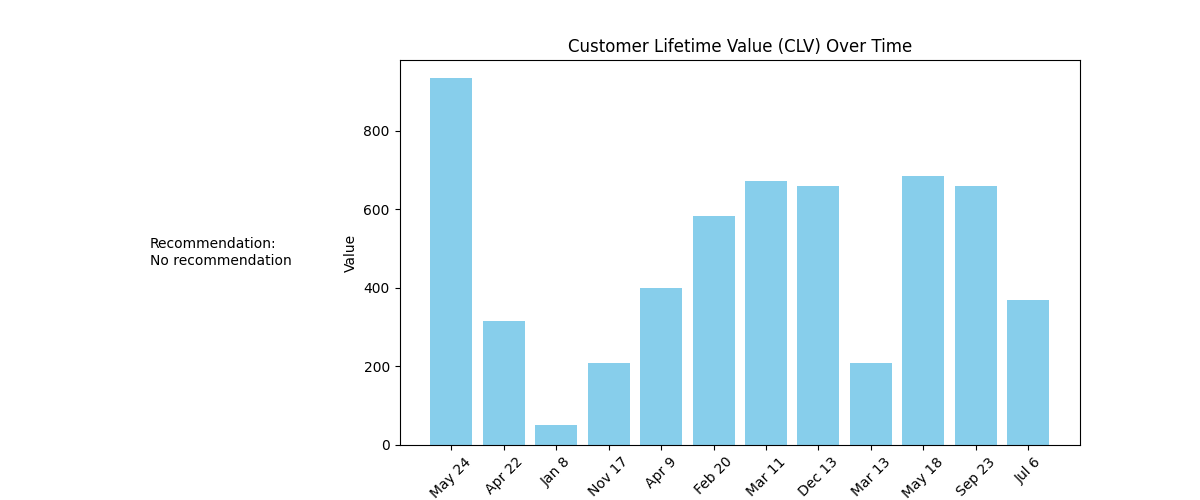 Customer Lifetime Value (CLV) Over Time
Recommendation:
No recommendation
Value
800
600
400
200
0
May 24
Apr 22
Jan 8
Nov 17
Apr 9
Feb 20
Mar 11
Dec 13
Mar 13
May 18
Sep 23
Jul 6